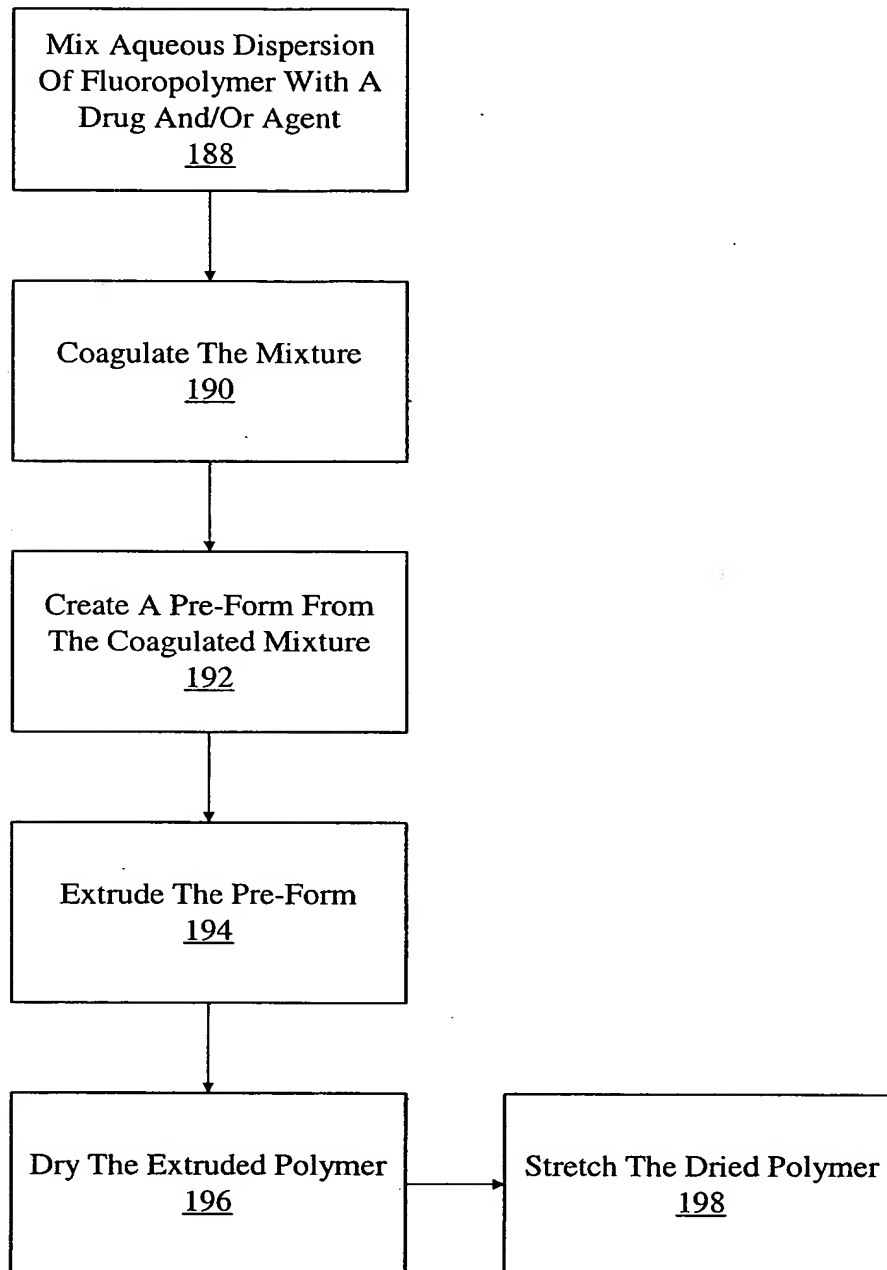 Mix Aqueous Dispersion
Of Fluoropolymer With A
Drug And/Or Agent
188
Coagulate The Mixture
190
Create A Pre-Form From
The Coagulated Mixture
192
Extrude The Pre-Form
194
Dry The Extruded Polymer
196
Stretch The Dried Polymer
198